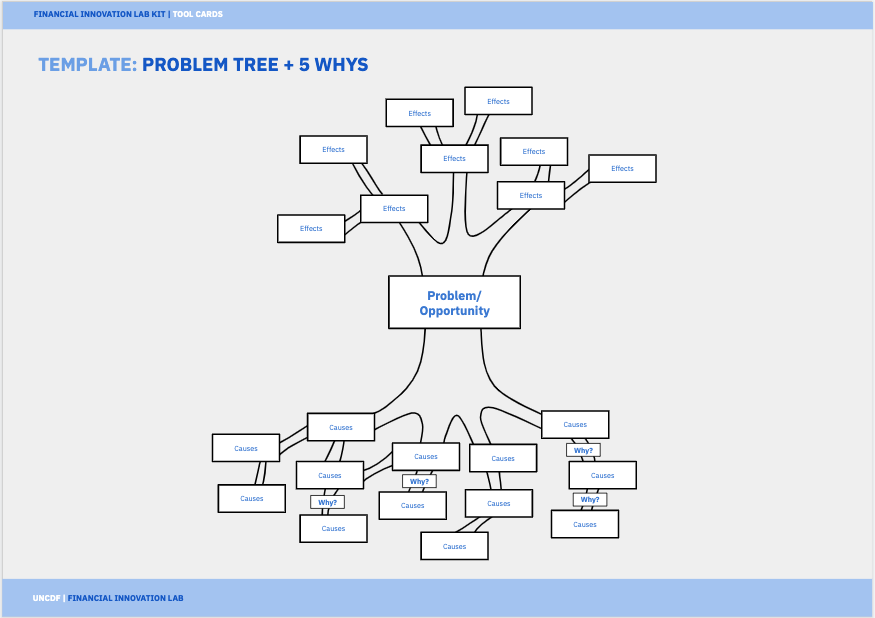 FINANCIAL INNOVATION LAB KIT | TOOL CARDS
TEMPLATE: PROBLEM TREE + 5 WHYS
Effects
Effects
Effects
Effects
Effects
Effects
Effects
Effects
Effects
Problem/
Opportunity
Causes
Causes
Causes
Causes
Causes
Causes
Why?
Causes
Why?
Causes
Causes
Why?
Causes
Causes
Why?
Causes
Causes
Causes
UNCDF | FINANCIAL INNOVATION LAB